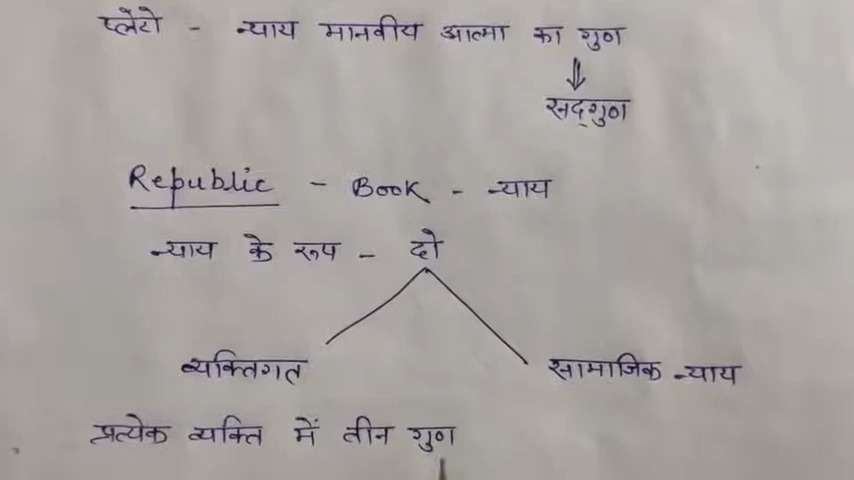 प्लेटो - न्याय मानवीय आत्मा का गुण
सद्गुण
Republic - Book - न्याय
न्याय के रूप - दो
व्यक्तिगत सामाजिक न्याय
प्रत्येक व्यक्ति में तीन गुण